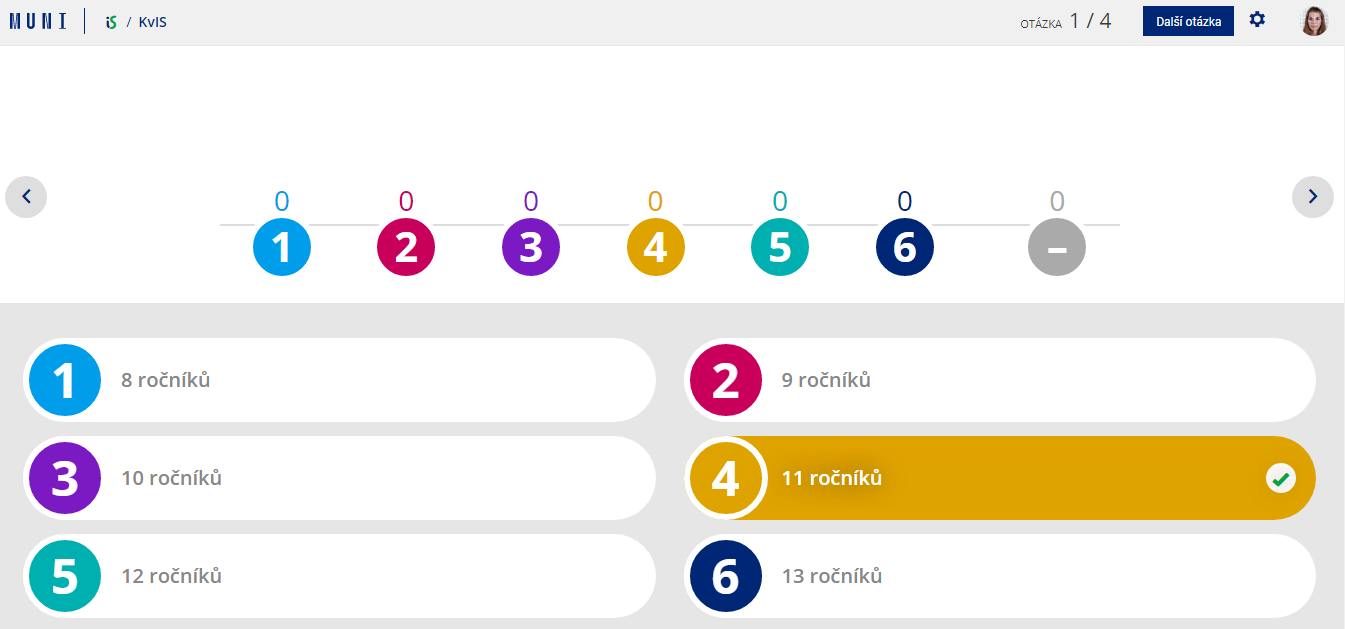 MUNI iS / KvIS OTÁZKA 1 / 4 Další otázka
0 0 0 0 0 0 0
1 2 3 4 5 6 –
1 8 ročníků
2 9 ročníků
3 10 ročníků
4 11 ročníků
5 12 ročníků
6 13 ročníků